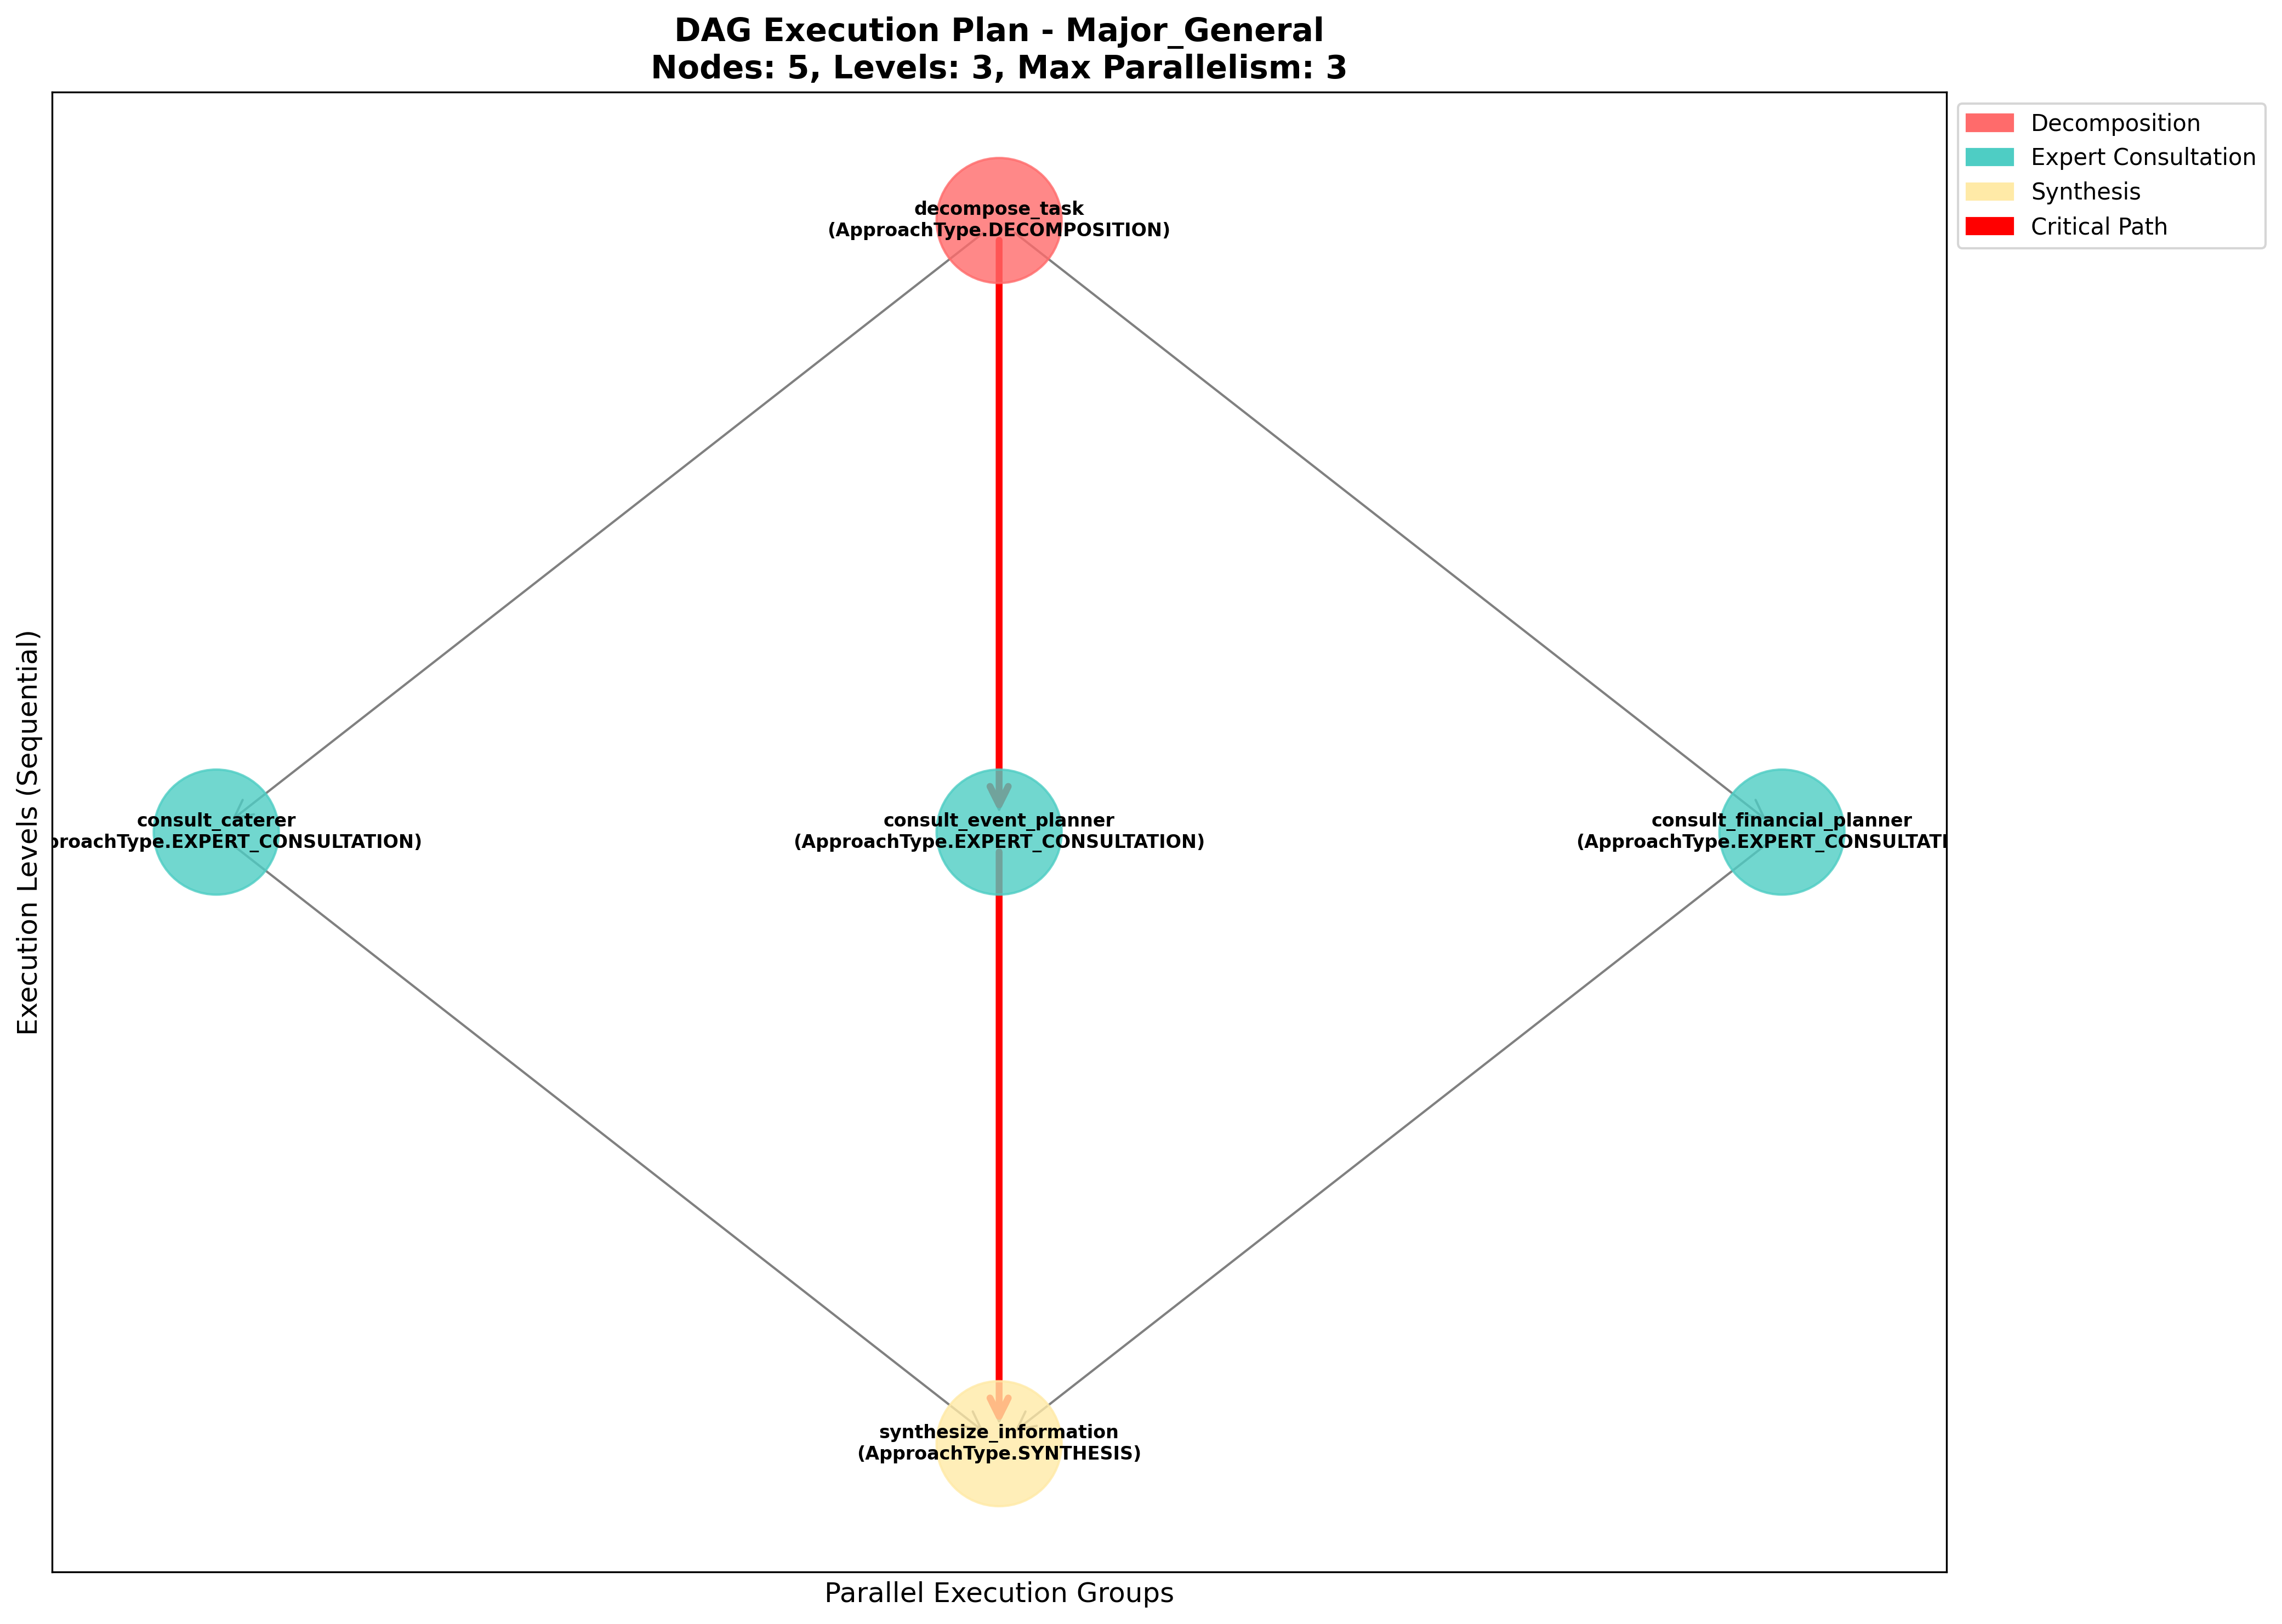 DAG Execution Plan - Major_General
Nodes: 5, Levels: 3, Max Parallelism: 3
Decomposition
Expert Consultation
Synthesis
Critical Path
decompose_task
(ApproachType.DECOMPOSITION)
consult_caterer
proachType.EXPERT_CONSULTATION)
consult_event_planner
(ApproachType.EXPERT_CONSULTATION)
consult_financial_planner
(ApproachType.EXPERT_CONSULTATI
synthesize_information
(ApproachType.SYNTHESIS)
Execution Levels (Sequential)
Parallel Execution Groups